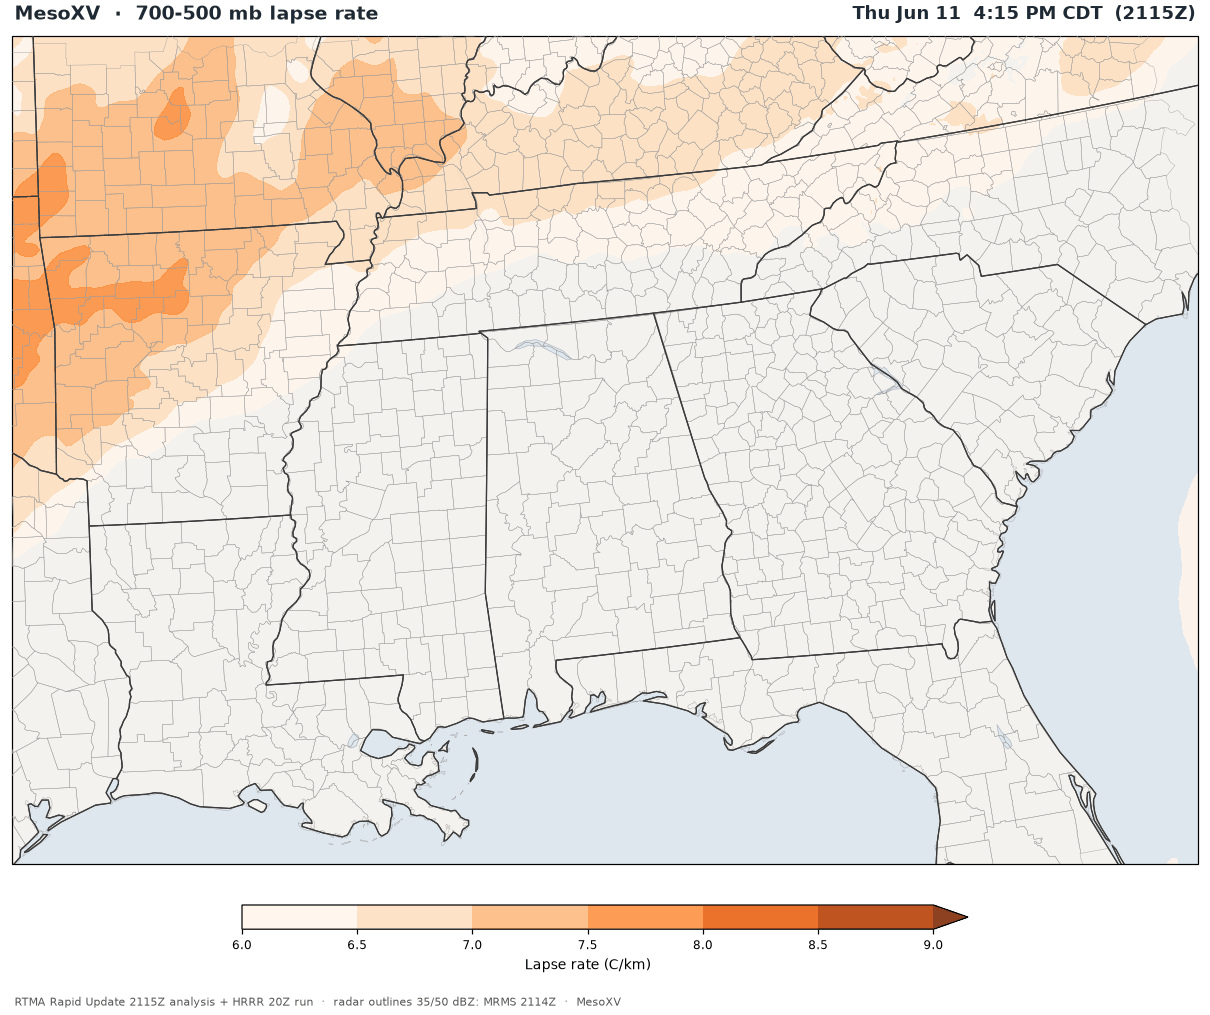 MesoXV · 700-500 mb lapse rate
Thu Jun 11 4:15 PM CDT (2115Z)
6.0 6.5 7.0 7.5 8.0 8.5 9.0
Lapse rate (C/km)
RTMA Rapid Update 2115Z analysis + HRRR 20Z run · radar outlines 35/50 dBZ: MRMS 2114Z · MesoXV